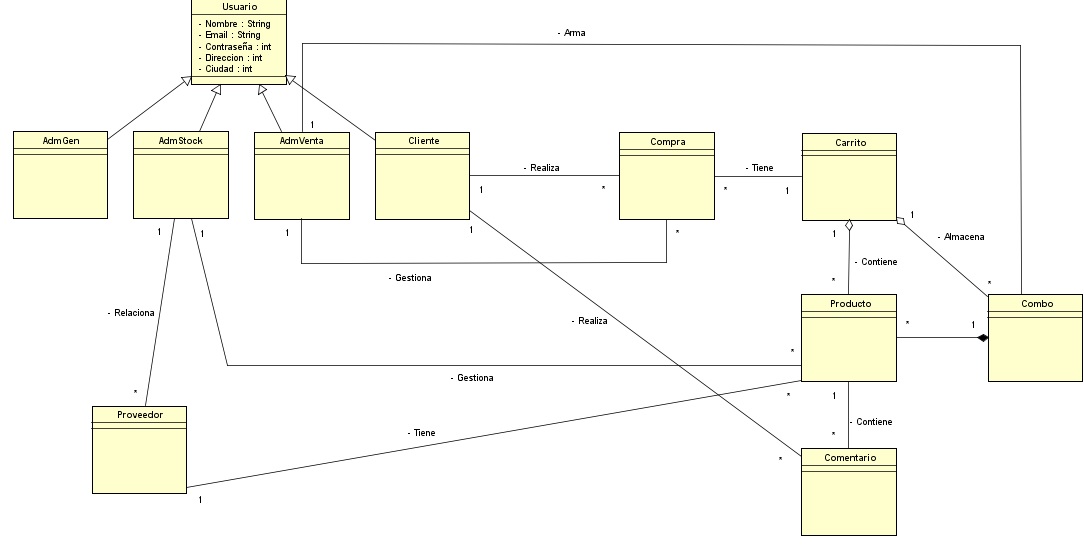 Usuario
- Nombre : String
- Email : String
- Contraseña : int
- Direccion : int
- Ciudad : int
- Arma
1
AdmGen
AdmStock
AdmVenta
Cliente
Compra
Carrito
- Realiza
- Tiene
1
*
*
1
1
1
1
1
*
1
1
- Almacena
- Contiene
- Gestiona
*
*
Producto
Combo
- Relaciona
- Realiza
*
1
*
- Gestiona
*
*
1
Proveedor
- Tiene
- Contiene
*
*
Comentario
1